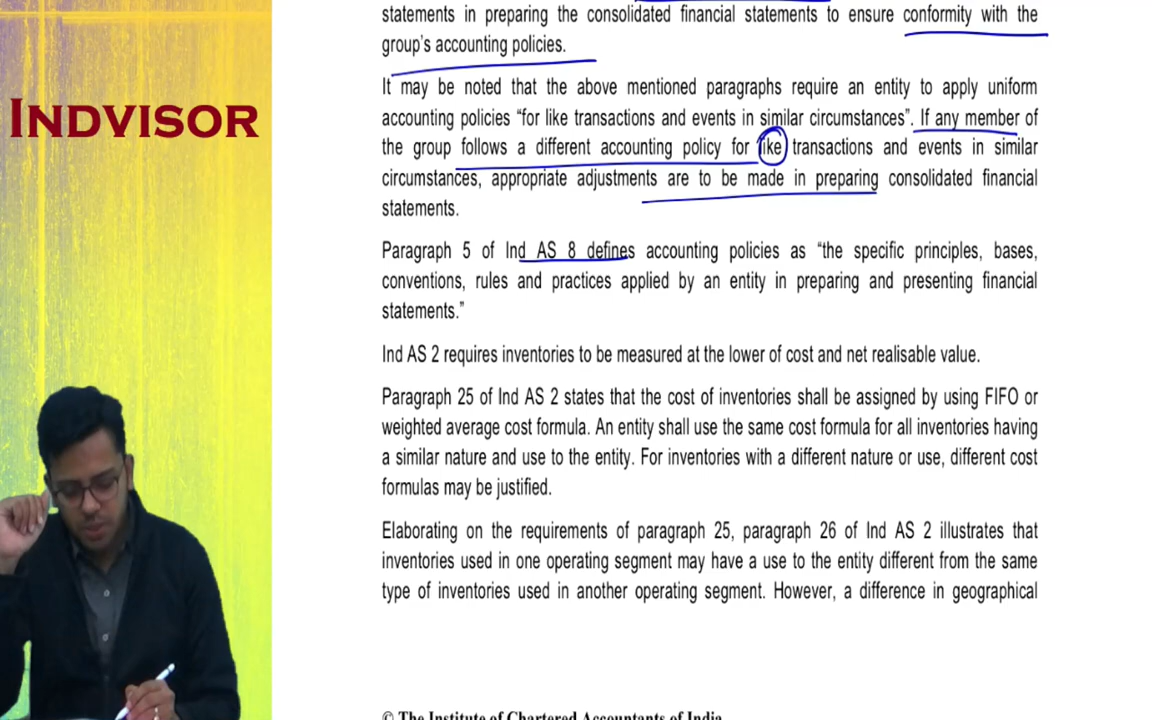 INDVISOR
statements in preparing the consolidated financial statements to ensure conformity with the
group's accounting policies.
It may be noted that the above mentioned paragraphs require an entity to apply uniform
accounting policies “for like transactions and events in similar circumstances”. If any member of
the group follows a different accounting policy for like transactions and events in similar
circumstances, appropriate adjustments are to be made in preparing consolidated financial
statements.
Paragraph 5 of Ind AS 8 defines accounting policies as “the specific principles, bases,
conventions, rules and practices applied by an entity in preparing and presenting financial
statements.”
Ind AS 2 requires inventories to be measured at the lower of cost and net realisable value.
Paragraph 25 of Ind AS 2 states that the cost of inventories shall be assigned by using FIFO or
weighted average cost formula. An entity shall use the same cost formula for all inventories having
a similar nature and use to the entity. For inventories with a different nature or use, different cost
formulas may be justified.
Elaborating on the requirements of paragraph 25, paragraph 26 of Ind AS 2 illustrates that
inventories used in one operating segment may have a use to the entity different from the same
type of inventories used in another operating segment. However, a difference in geographical
© The Institute of Chartered Accountants of India